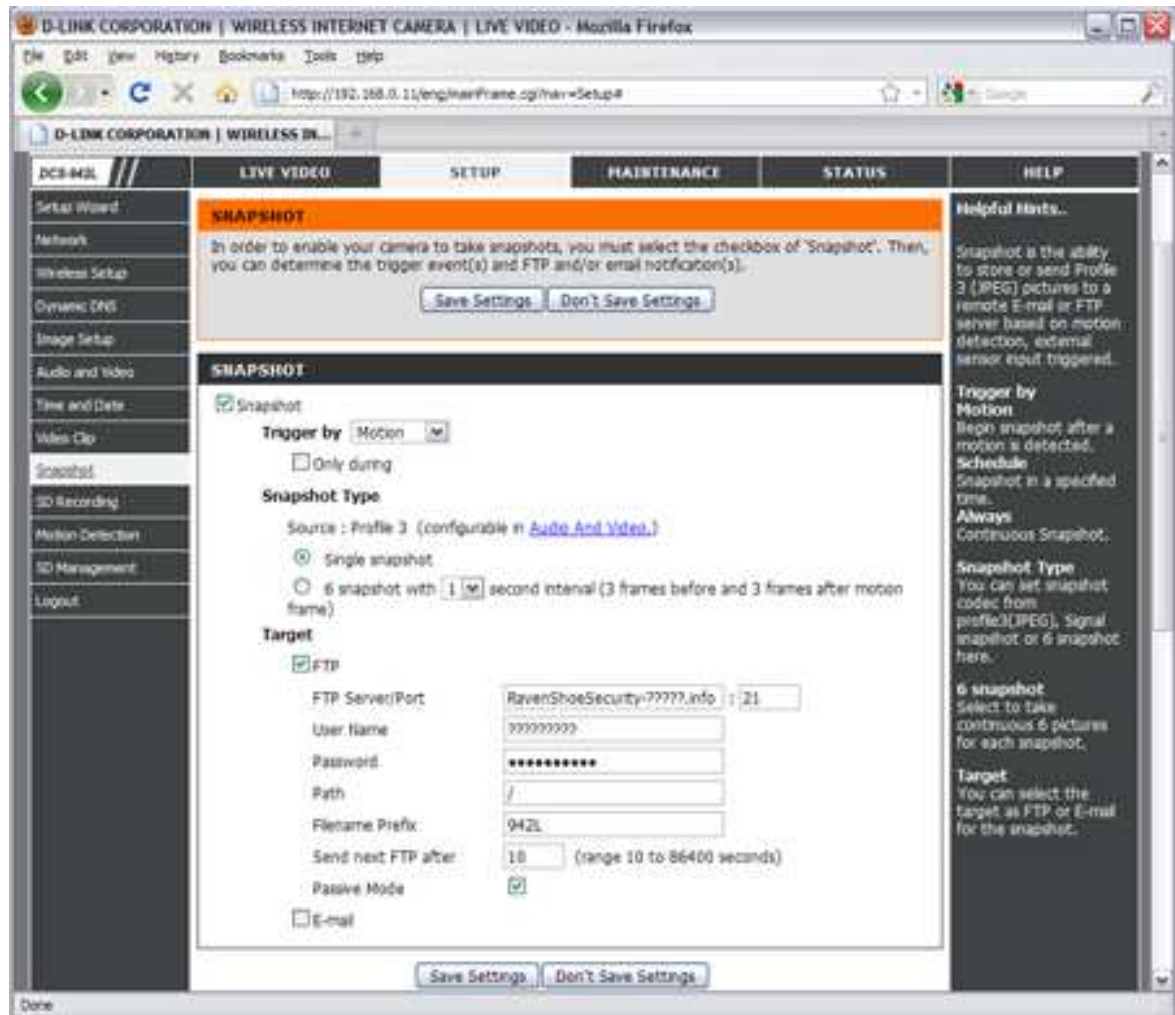 D-LINK CORPORATION | WIRELESS INTERNET CAMERA | LIVE VIDEO - Mozilla Firefox
File Edit View History Bookmarks Tools Help
http://192.168.0.11/eng/mainFrame.cgi?nav=Setup# Google
D-LINK CORPORATION | WIRELESS IN...
DCS-942L
LIVE VIDEO SETUP MAINTENANCE STATUS HELP
Setup Wizard
Network
Wireless Setup
Dynamic DNS
Image Setup
Audio and Video
Time and Date
Video Clip
Snapshot
SD Recording
Motion Detection
SD Management
Logout
SNAPSHOT
In order to enable your camera to take snapshots, you must select the checkbox of 'Snapshot'. Then,
you can determine the trigger event(s) and FTP and/or email notification(s).
Save Settings Don't Save Settings
SNAPSHOT
Snapshot
Trigger by Motion
Only during
Snapshot Type
Source : Profile 3 (configurable in Audio And Video.)
Single snapshot
6 snapshot with 1 second interval (3 frames before and 3 frames after motion
frame)
Target
FTP
FTP Server/Port RavenShoeSecurity-?????.info : 21
User Name ?????????
Password ••••••••••
Path /
Filename Prefix 942L
Send next FTP after 10 (range 10 to 86400 seconds)
Passive Mode
E-mail
Save Settings Don't Save Settings
Helpful Hints..
Snapshot is the ability
to store or send Profile
3 (JPEG) pictures to a
remote E-mail or FTP
server based on motion
detection, external
sensor input triggered.
Trigger by
Motion
Begin snapshot after a
motion is detected.
Schedule
Snapshot in a specified
time.
Always
Continuous Snapshot.
Snapshot Type
You can set snapshot
codec from
profile3(JPEG), Signal
snapshot or 6 snapshot
here.
6 snapshot
Select to take
continuous 6 pictures
for each snapshot.
Target
You can select the
target as FTP or E-mail
for the snapshot.
Done